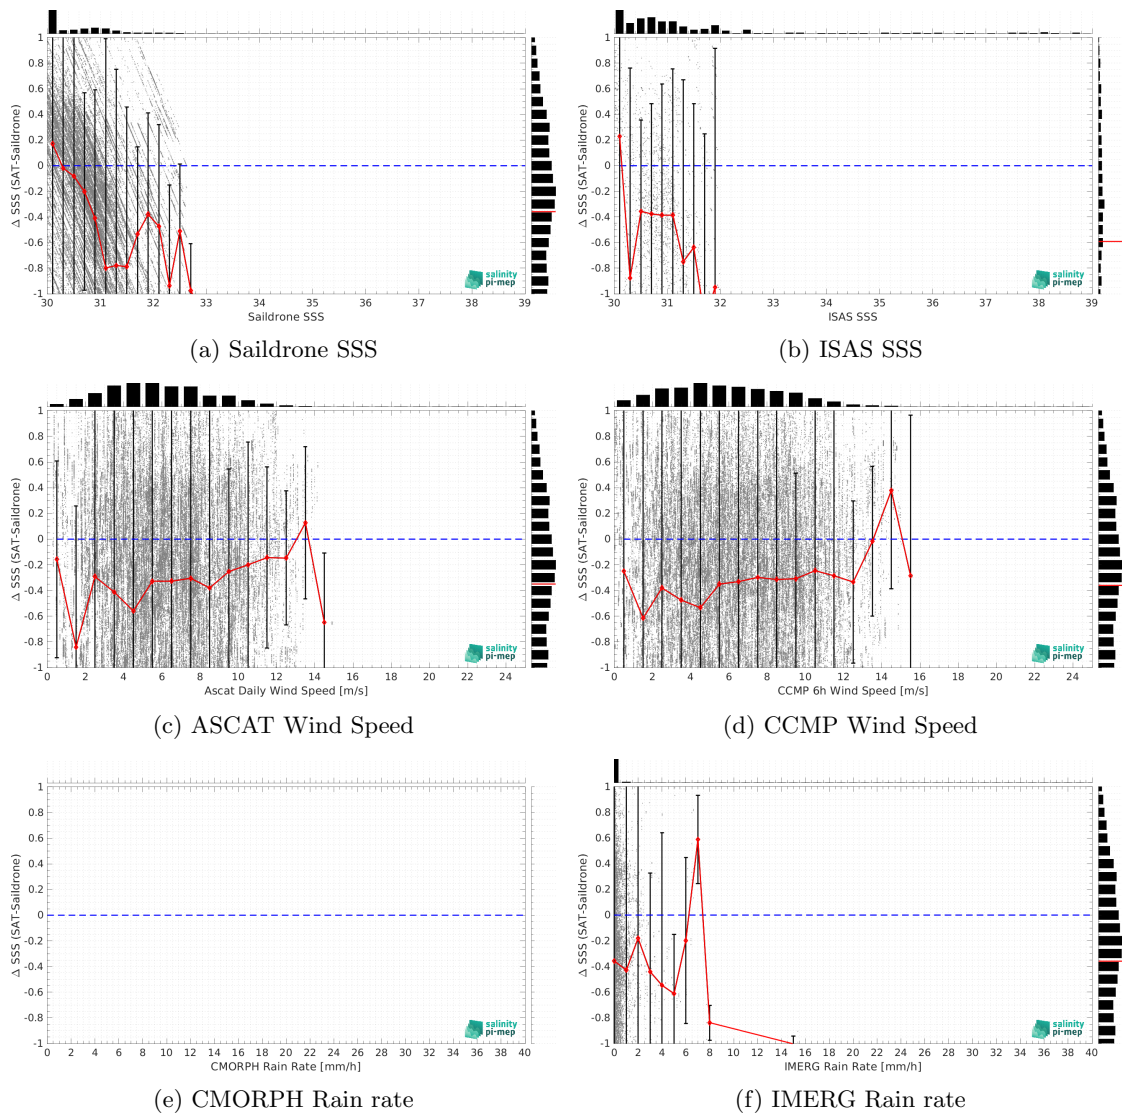 1
0.8
0.6
0.4
0.2
0
-0.2
-0.4
-0.6
-0.8
-1
Δ SSS (SAT-Saildrone)
30 31 32 33 34 35 36 37 38 39
Saildrone SSS
salinity
pi-mep
(a) Saildrone SSS
1
0.8
0.6
0.4
0.2
0
-0.2
-0.4
-0.6
-0.8
-1
Δ SSS (SAT-Saildrone)
30 31 32 33 34 35 36 37 38 39
ISAS SSS
salinity
pi-mep
(b) ISAS SSS
1
0.8
0.6
0.4
0.2
0
-0.2
-0.4
-0.6
-0.8
-1
Δ SSS (SAT-Saildrone)
0 2 4 6 8 10 12 14 16 18 20 22 24
Ascat Daily Wind Speed [m/s]
salinity
pi-mep
(c) ASCAT Wind Speed
1
0.8
0.6
0.4
0.2
0
-0.2
-0.4
-0.6
-0.8
-1
Δ SSS (SAT-Saildrone)
0 2 4 6 8 10 12 14 16 18 20 22 24
CCMP 6h Wind Speed [m/s]
salinity
pi-mep
(d) CCMP Wind Speed
1
0.8
0.6
0.4
0.2
0
-0.2
-0.4
-0.6
-0.8
-1
Δ SSS (SAT-Saildrone)
0 2 4 6 8 10 12 14 16 18 20 22 24 26 28 30 32 34 36 38 40
CMORPH Rain Rate [mm/h]
salinity
pi-mep
(e) CMORPH Rain rate
1
0.8
0.6
0.4
0.2
0
-0.2
-0.4
-0.6
-0.8
-1
Δ SSS (SAT-Saildrone)
0 2 4 6 8 10 12 14 16 18 20 22 24 26 28 30 32 34 36 38 40
IMERG Rain Rate [mm/h]
salinity
pi-mep
(f) IMERG Rain rate